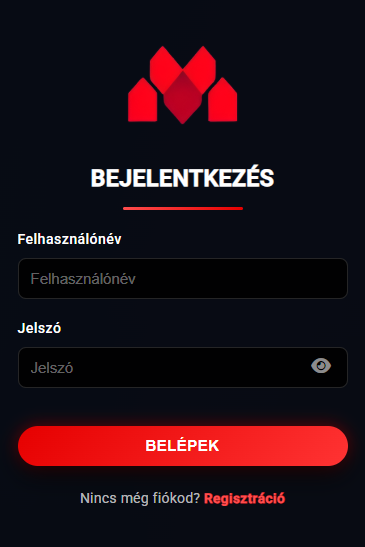 BEJELENTKEZÉS
Felhasználónév
Felhasználónév
Jelszó
Jelszó
BELÉPEK
Nincs még fiókod? Regisztráció